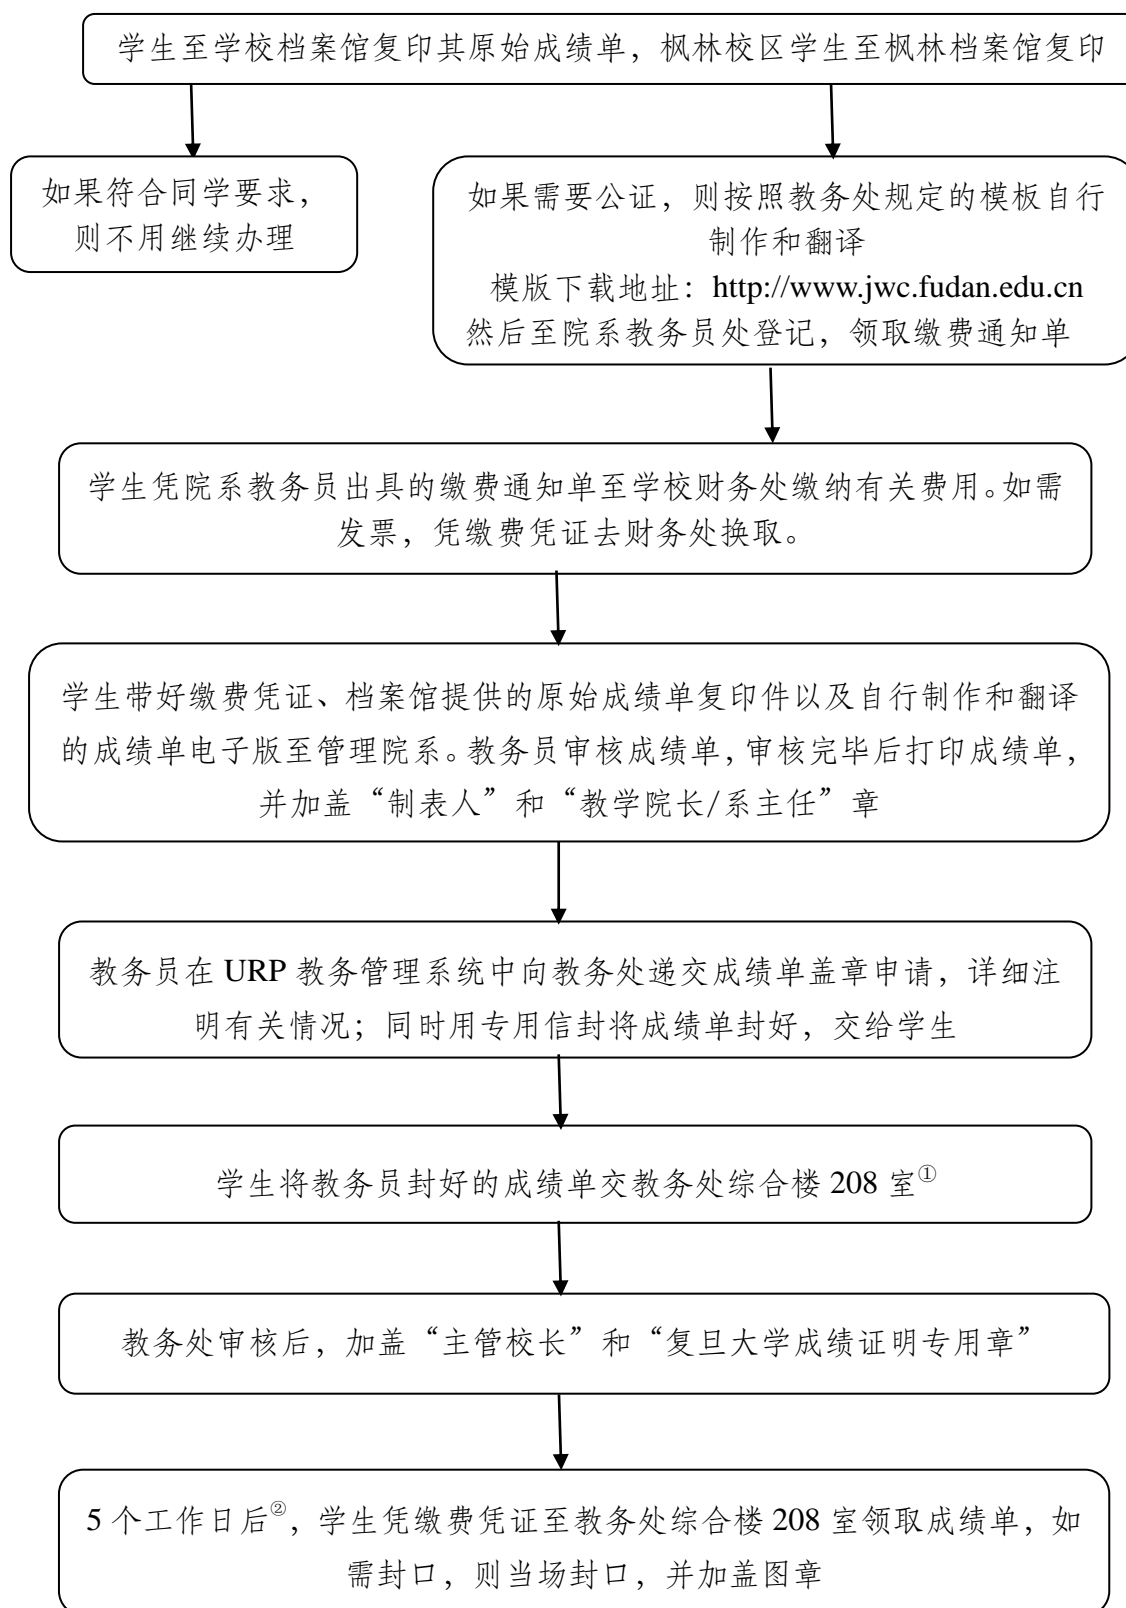 学生至学校档案馆复印其原始成绩单，枫林校区学生至枫林档案馆复印
如果符合同学要求，
则不用继续办理
如果需要公证，则按照教务处规定的模板自行
制作和翻译
模版下载地址：http://www.jwc.fudan.edu.cn
然后至院系教务员处登记，领取缴费通知单
学生凭院系教务员出具的缴费通知单至学校财务处缴纳有关费用。如需
发票，凭缴费凭证去财务处换取。
学生带好缴费凭证、档案馆提供的原始成绩单复印件以及自行制作和翻译
的成绩单电子版至管理院系。教务员审核成绩单，审核完毕后打印成绩单，
并加盖“制表人”和“教学院长/系主任”章
教务员在 URP 教务管理系统中向教务处递交成绩单盖章申请，详细注
明有关情况；同时用专用信封将成绩单封好，交给学生
学生将教务员封好的成绩单交教务处综合楼 208 室①
教务处审核后，加盖“主管校长”和“复旦大学成绩证明专用章”
5 个工作日后②，学生凭缴费凭证至教务处综合楼 208 室领取成绩单，如
需封口，则当场封口，并加盖图章